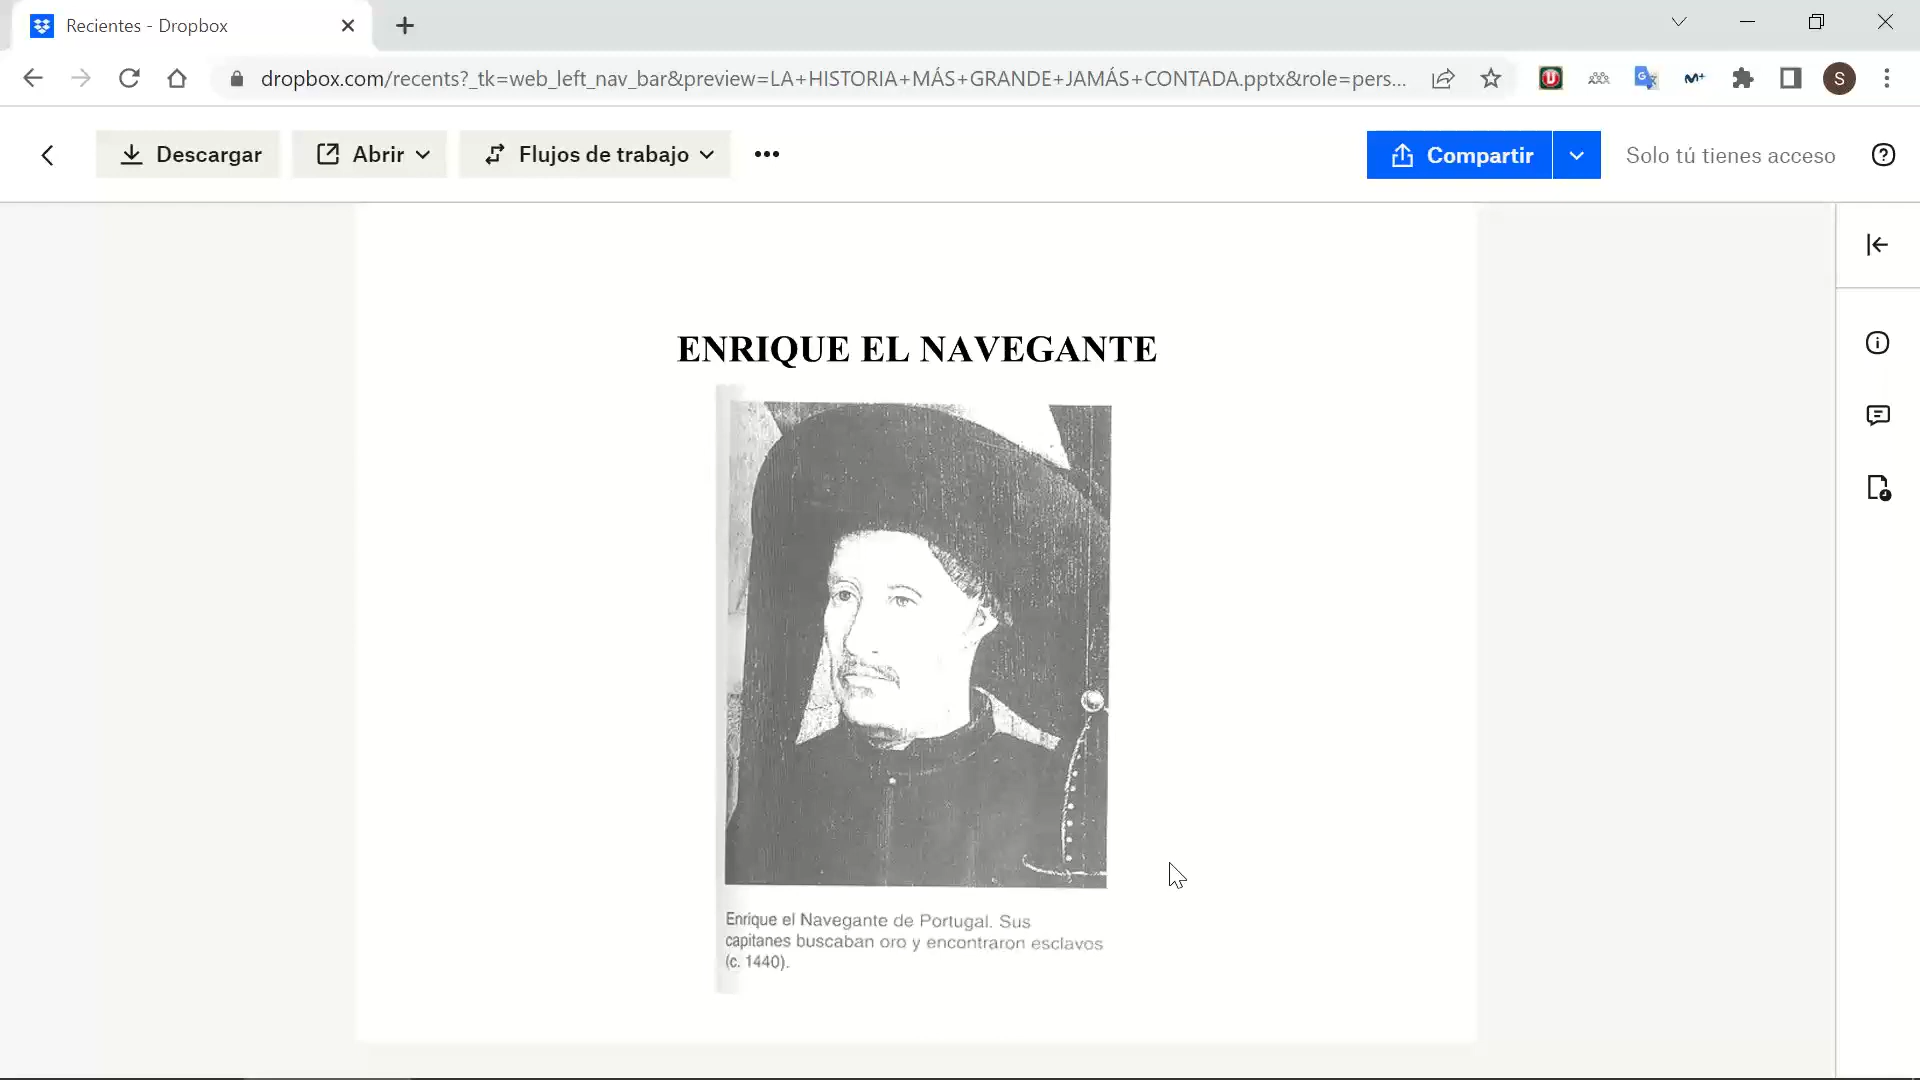 Recientes - Dropbox
dropbox.com/recents?_tk=web_left_nav_bar&preview=LA+HISTORIA+MÁS+GRANDE+JAMÁS+CONTADA.pptx&role=pers...
S
Descargar
Abrir
Flujos de trabajo
Compartir
Solo tú tienes acceso
ENRIQUE EL NAVEGANTE
Enrique el Navegante de Portugal. Sus
capitanes buscaban oro y encontraron esclavos
(c. 1440).